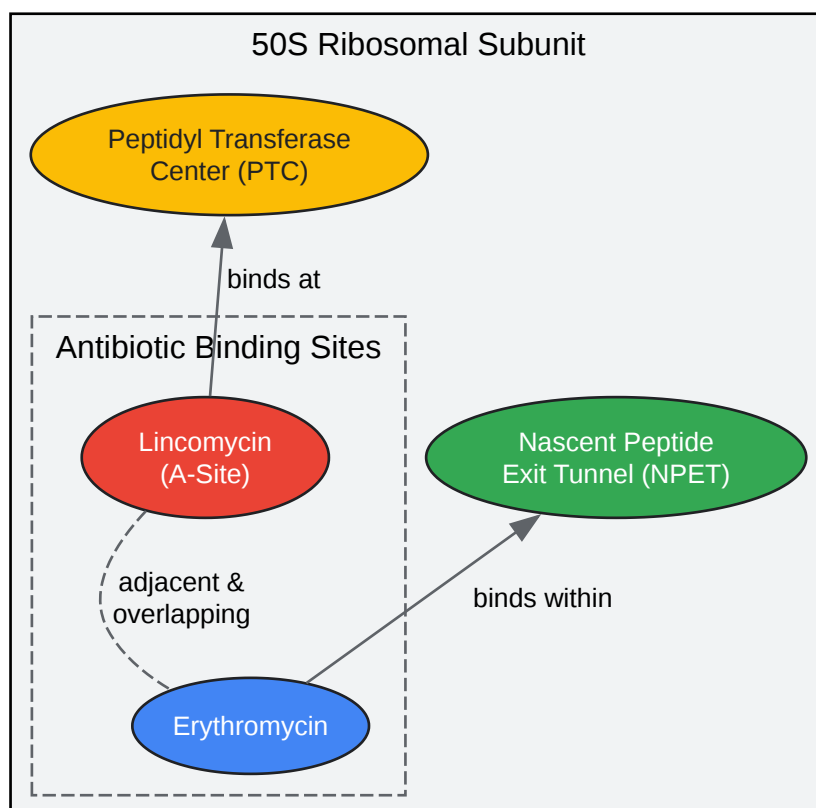 50S Ribosomal Subunit
Peptidyl Transferase
Center (PTC)
binds at
Antibiotic Binding Sites
Lincomycin
(A-Site)
Nascent Peptide
Exit Tunnel (NPET)
adjacent &
overlapping
binds within
Erythromycin